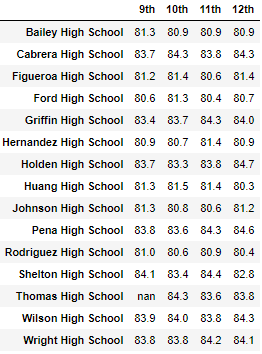 9th 10th 11th 12th
Bailey High School 81.3 80.9 80.9 80.9
Cabrera High School 83.7 84.3 83.8 84.3
Figueroa High School 81.2 81.4 80.6 81.4
Ford High School 80.6 81.3 80.4 80.7
Griffin High School 83.4 83.7 84.3 84.0
Hernandez High School 80.9 80.7 81.4 80.9
Holden High School 83.7 83.3 83.8 84.7
Huang High School 81.3 81.5 81.4 80.3
Johnson High School 81.3 80.8 80.6 81.2
Pena High School 83.8 83.6 84.3 84.6
Rodriguez High School 81.0 80.6 80.9 80.4
Shelton High School 84.1 83.4 84.4 82.8
Thomas High School nan 84.3 83.6 83.8
Wilson High School 83.9 84.0 83.8 84.3
Wright High School 83.8 83.8 84.2 84.1